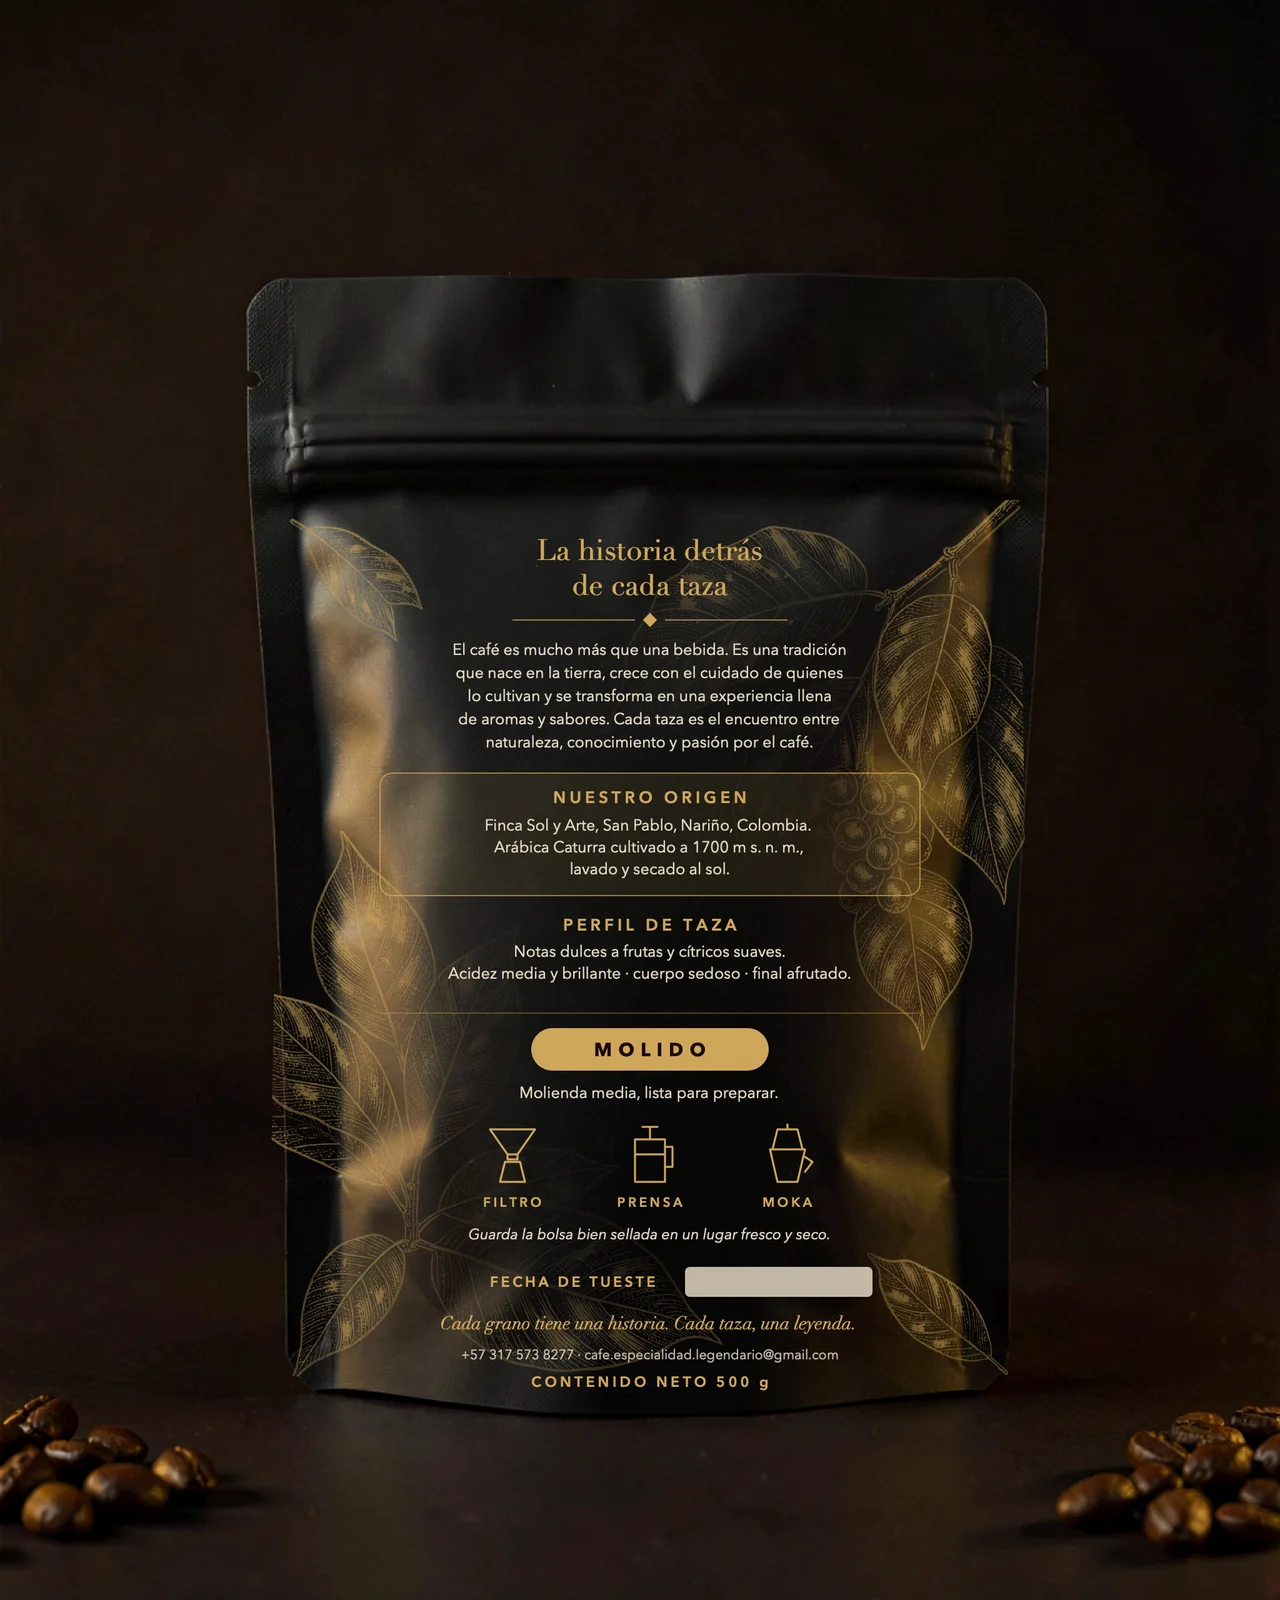 La historia detrás
de cada taza
El café es mucho más que una bebida. Es una tradición
que nace en la tierra, crece con el cuidado de quienes
lo cultivan y se transforma en una experiencia llena
de aromas y sabores. Cada taza es el encuentro entre
naturaleza, conocimiento y pasión por el café.
NUESTRO ORIGEN
Finca Sol y Arte, San Pablo, Nariño, Colombia.
Arábica Caturra cultivado a 1700 m s. n. m.,
lavado y secado al sol.
PERFIL DE TAZA
Notas dulces a frutas y cítricos suaves.
Acidez media y brillante · cuerpo sedoso · final afrutado.
MOLIDO
Molienda media, lista para preparar.
FILTRO PRENSA MOKA
Guarda la bolsa bien sellada en un lugar fresco y seco.
FECHA DE TUESTE
Cada grano tiene una historia. Cada taza, una leyenda.
+57 317 573 8277 · cafe.especialidad.legendario@gmail.com
CONTENIDO NETO 500 g